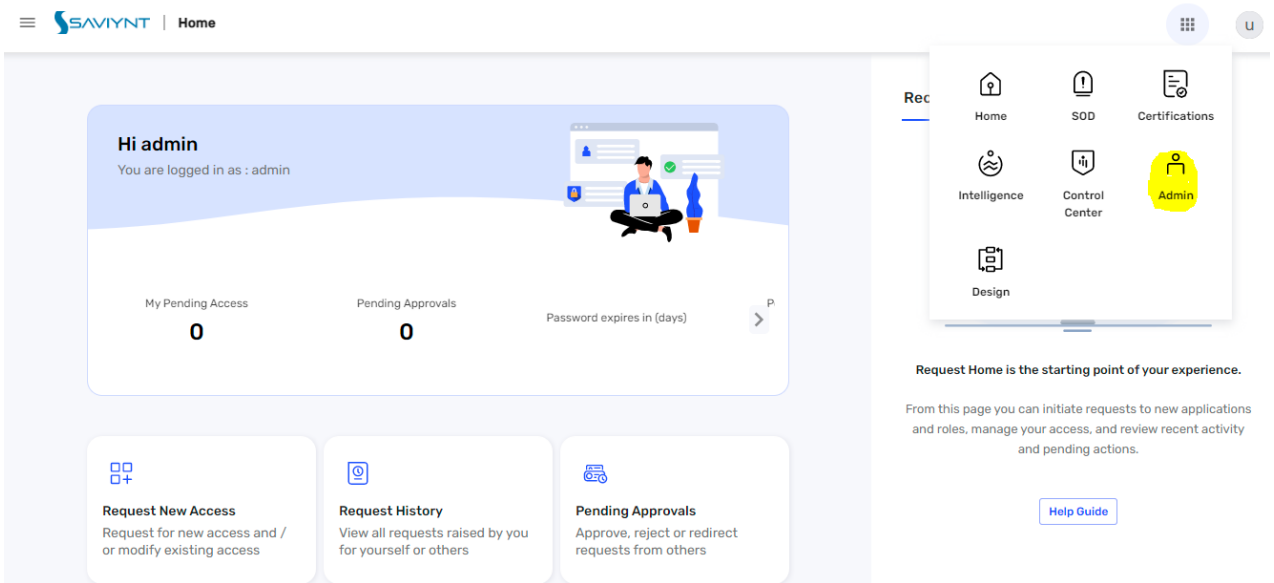 SAVIYNT | Home
u
Hi admin
You are logged in as : admin
My Pending Access
0
Pending Approvals
0
Password expires in (days)
P
Request New Access
Request for new access and /
or modify existing access
Request History
View all requests raised by you
for yourself or others
Pending Approvals
Approve, reject or redirect
requests from others
Req
Home
SOD
Certifications
Intelligence
Control
Center
Admin
Design
Request Home is the starting point of your experience.
From this page you can initiate requests to new applications
and roles, manage your access, and review recent activity
and pending actions.
Help Guide